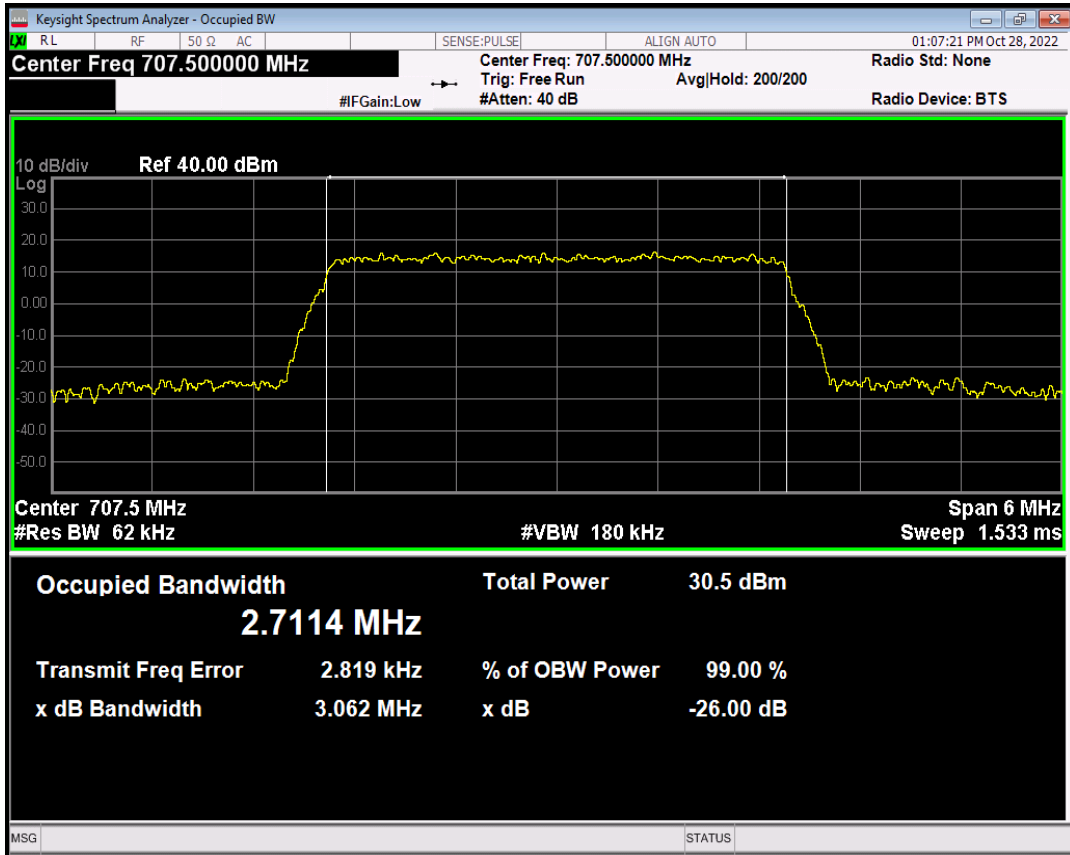 Keysight Spectrum Analyzer - Occupied BW
LXI RL RF 50 Ω AC SENSE:PULSE ALIGN AUTO 01:07:21 PM Oct 28, 2022
Center Freq 707.500000 MHz Center Freq: 707.500000 MHz Radio Std: None
Trig: Free Run Avg|Hold: 200/200
#IFGain:Low #Atten: 40 dB Radio Device: BTS
10 dB/div Ref 40.00 dBm
Log
30.0
20.0
10.0
0.00
-10.0
-20.0
-30.0
-40.0
-50.0
Center 707.5 MHz Span 6 MHz
#Res BW 62 kHz #VBW 180 kHz Sweep 1.533 ms
Occupied Bandwidth Total Power 30.5 dBm
2.7114 MHz
Transmit Freq Error 2.819 kHz % of OBW Power 99.00 %
x dB Bandwidth 3.062 MHz x dB -26.00 dB
MSG STATUS